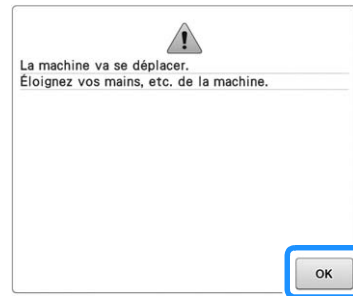 La machine va se déplacer.
Éloignez vos mains, etc. de la machine.
OK